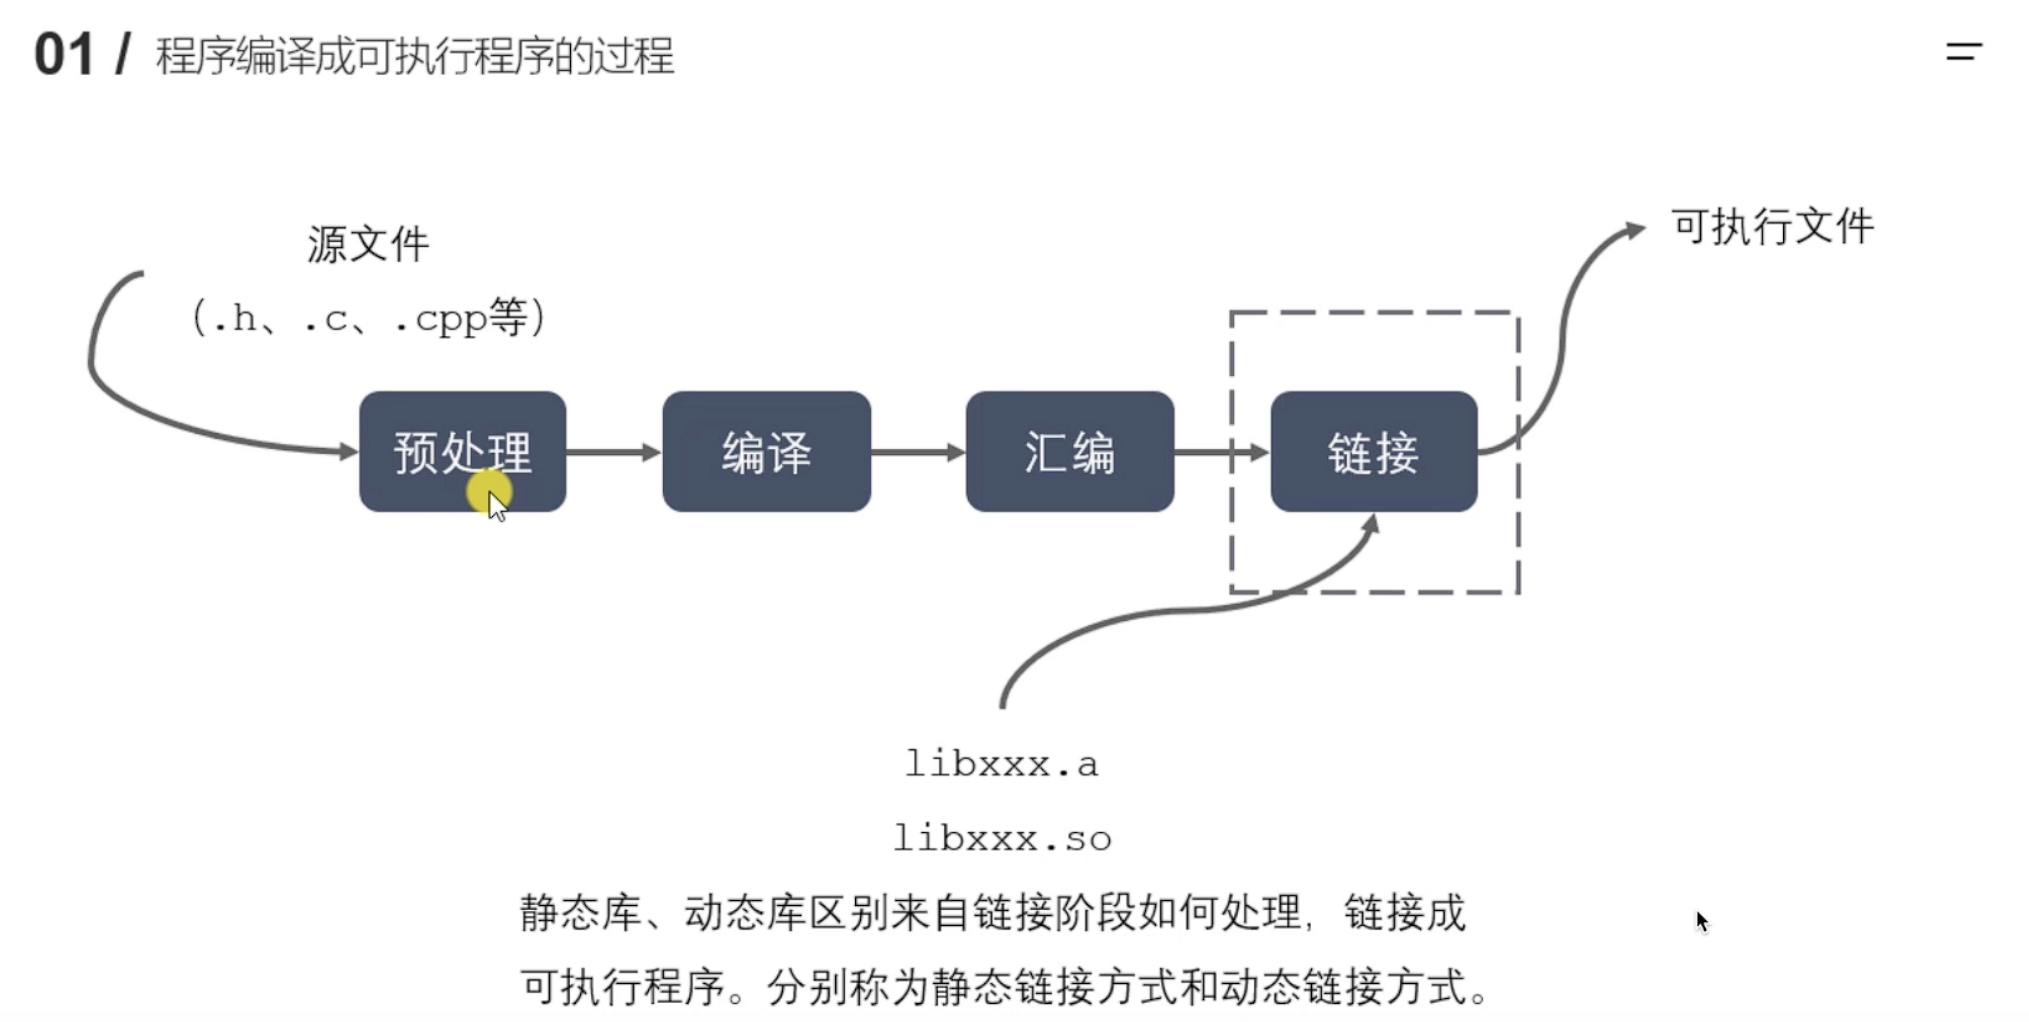 01 / 程序编译成可执行程序的过程
源文件
（.h、.c、.cpp等）
可执行文件
预处理
编译
汇编
链接
libxxx.a
libxxx.so
静态库、动态库区别来自链接阶段如何处理，链接成
可执行程序。分别称为静态链接方式和动态链接方式。